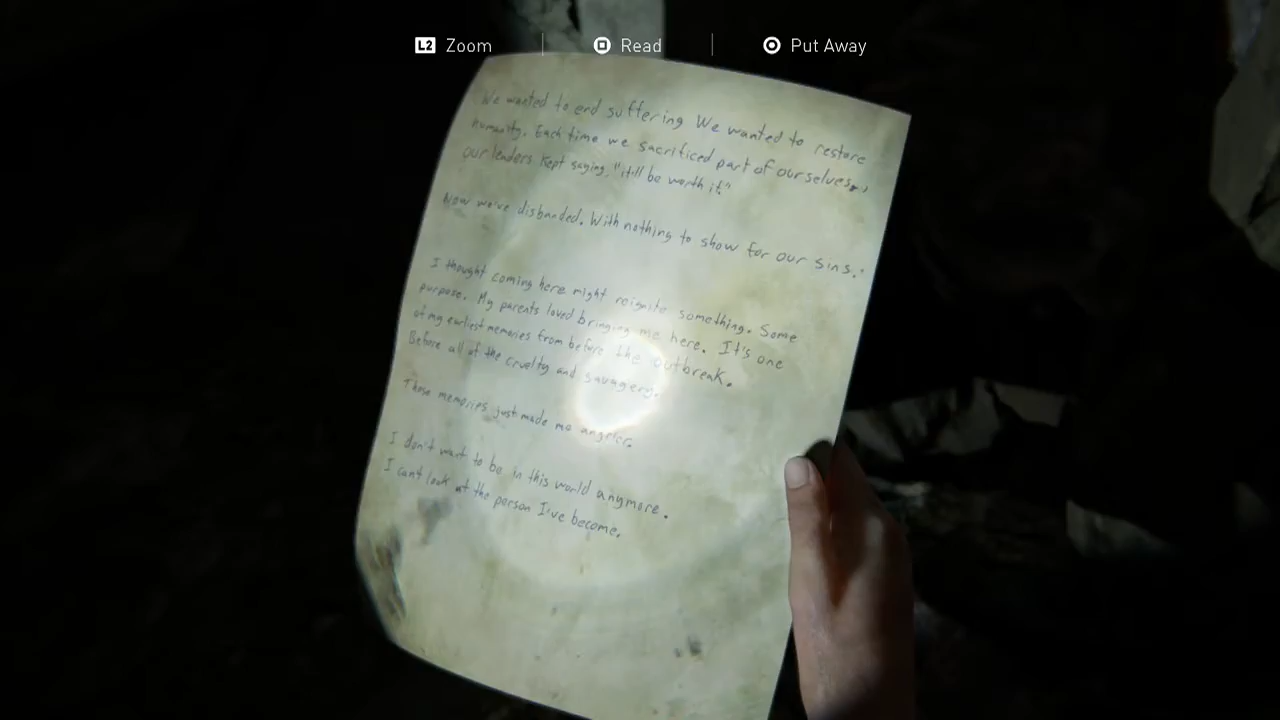 L2 Zoom | Read | Put Away
We wanted to end suffering We wanted to restore
humanity. Each time we sacrificed part of ourselves,
our leaders kept saying, "it'll be worth it."
Now we've disbanded. With nothing to show for our sins.
I thought coming here might reignite something. Some
purpose. My parents loved bringing me here. It's one
of my earliest memories from before the outbreak.
Before all of the cruelty and savagery.
Those memories just made me angrier.
I don't want to be in this world anymore.
I can't look at the person I've become.